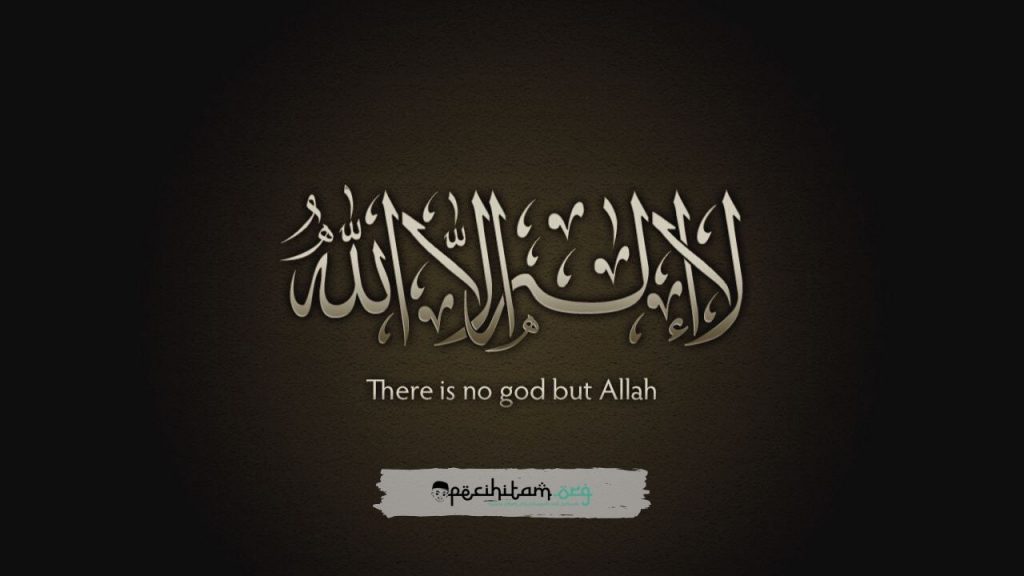 لا إله إلا الله
There is no god but Allah
pecihitam.org